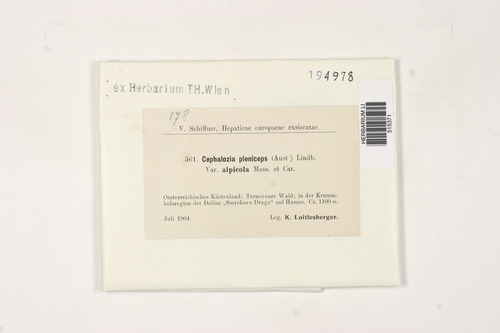 ex Herbarium TH.Wien
194978
HERBARIUM LI
515371
178
V. Schiffner, Hepaticae europaeae exsiccatae.
561. Cephalozia pleniceps (Aust) Lindb.
Var. alpicola Mass. et Car.
Oesterreichisches Küstenland: Ternovaner Wald; in der Krumm-
holzregion der Doline „Smrekova Draga“ auf Humus. Ca. 1100 m.
Juli 1904.
Leg. K. Loitlesberger.